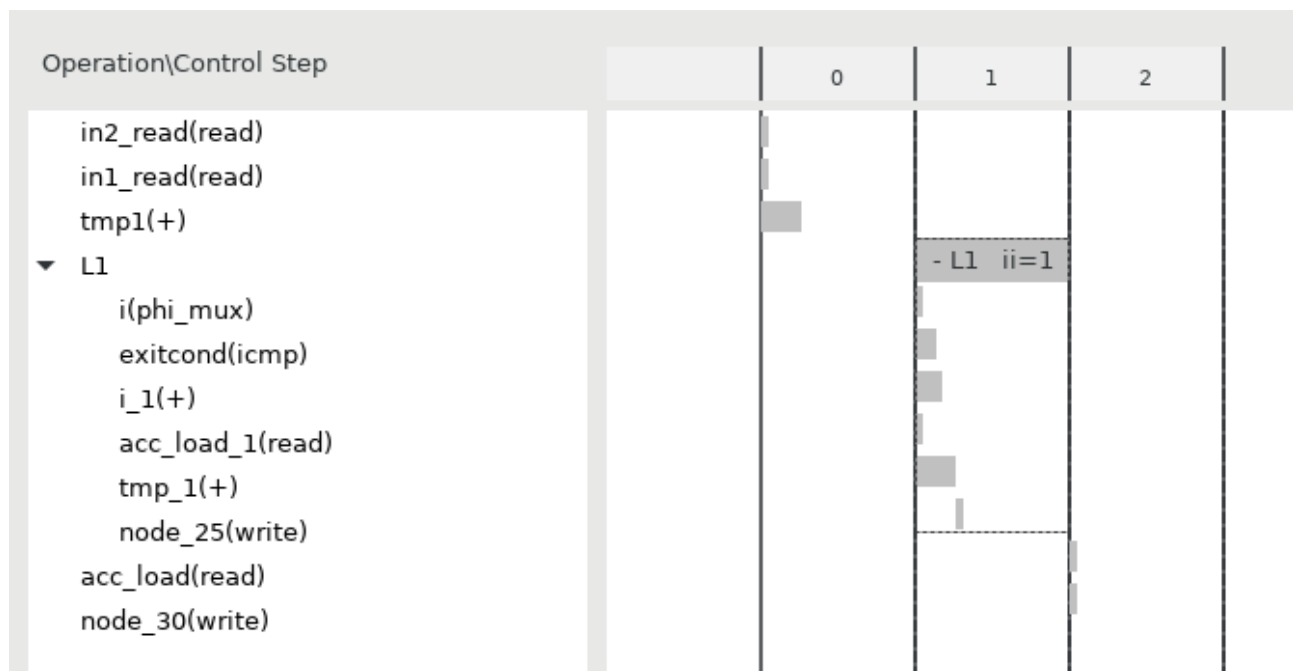 Operation\Control Step
0 1 2
in2_read(read)
in1_read(read)
tmp1(+)
L1
- L1 ii=1
i(phi_mux)
exitcond(icmp)
i_1(+)
acc_load_1(read)
tmp_1(+)
node_25(write)
acc_load(read)
node_30(write)